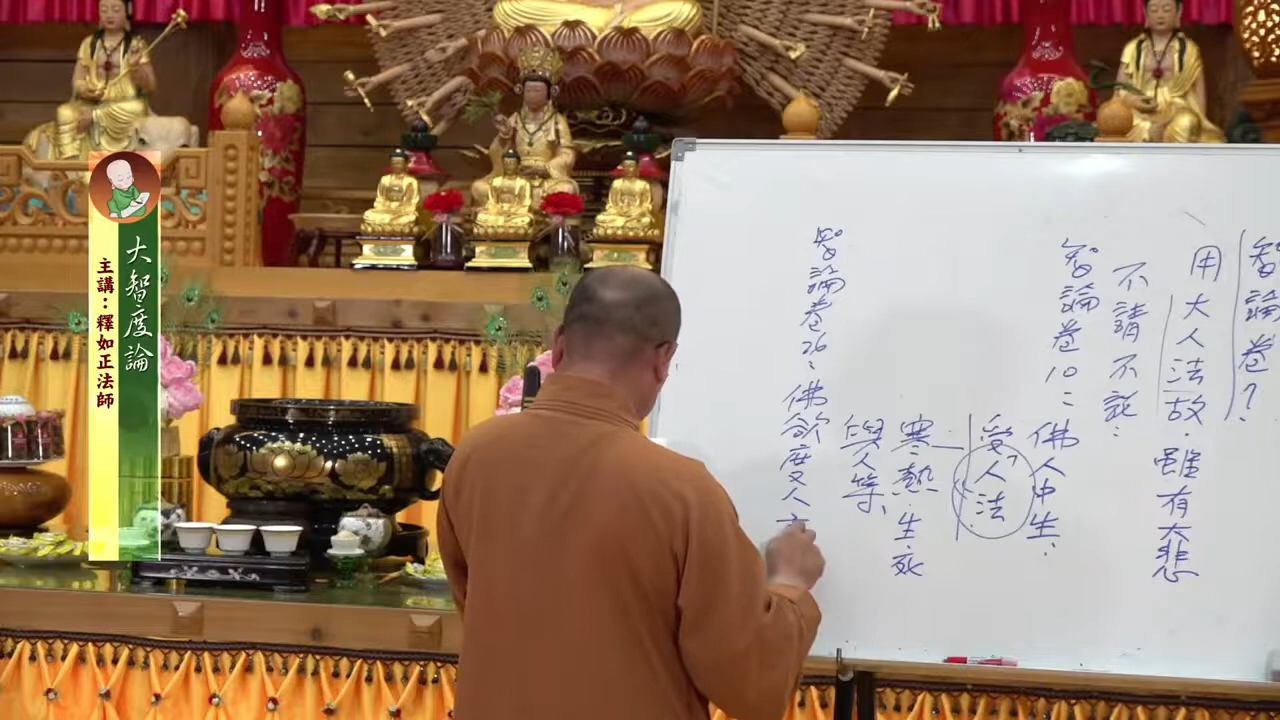 大智度論
主講：釋如正法師
智論卷?：
用大人法故．雖有大悲
不請不說：
智論卷10：佛人中生．
受人法
寒熱．生死
與人等、
智論卷26、佛欲度人